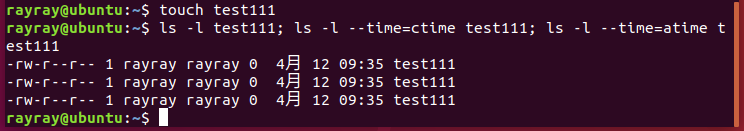 rayray@ubuntu:~$ touch test111
rayray@ubuntu:~$ ls -l test111; ls -l --time=ctime test111; ls -l --time=atime t
est111
-rw-r--r-- 1 rayray rayray 0  4月 12 09:35 test111
-rw-r--r-- 1 rayray rayray 0  4月 12 09:35 test111
-rw-r--r-- 1 rayray rayray 0  4月 12 09:35 test111
rayray@ubuntu:~$